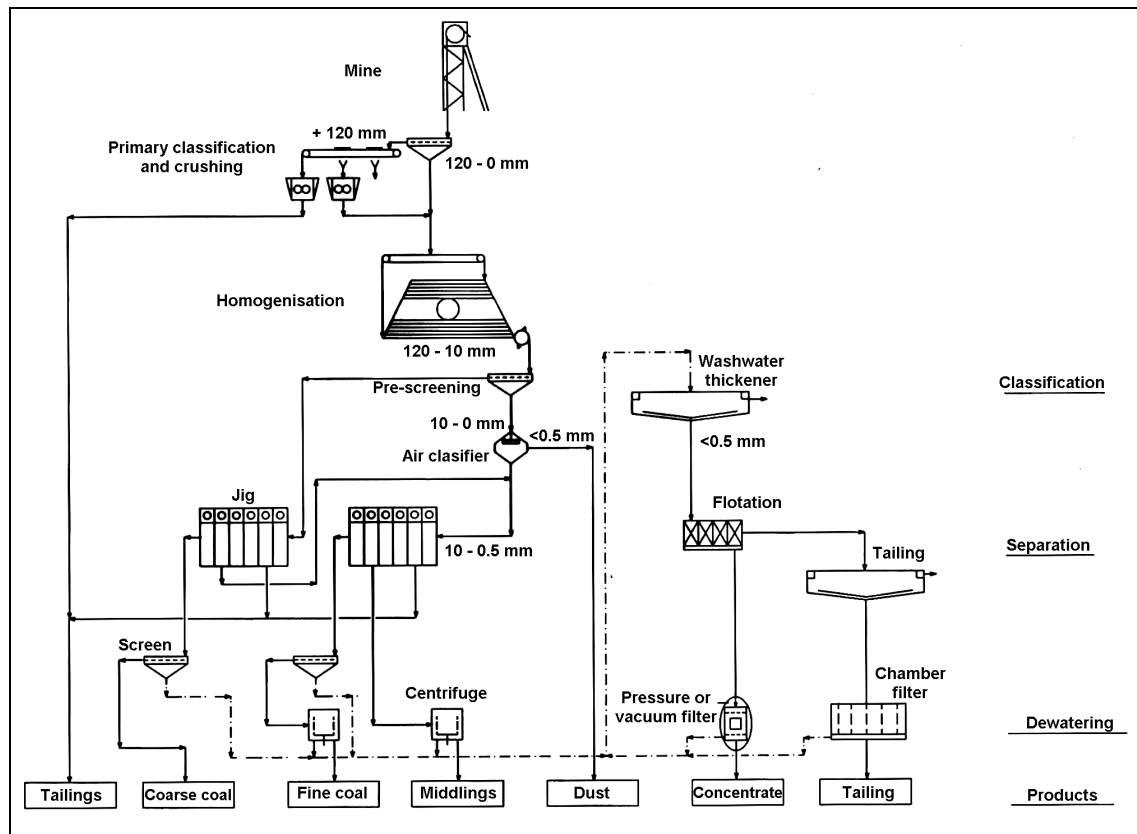 Mine
+ 120 mm
Primary classification
and crushing
120 - 0 mm
Homogenisation
120 - 10 mm
Washwater
thickener
Classification
Pre-screening
10 - 0 mm
<0.5 mm
<0.5 mm
Air clasifier
Jig
Flotation
10 - 0.5 mm
Separation
Tailing
Screen
Centrifuge
Chamber
filter
Pressure or
vacuum filter
Dewatering
Tailings
Coarse coal
Fine coal
Middlings
Dust
Concentrate
Tailing
Products